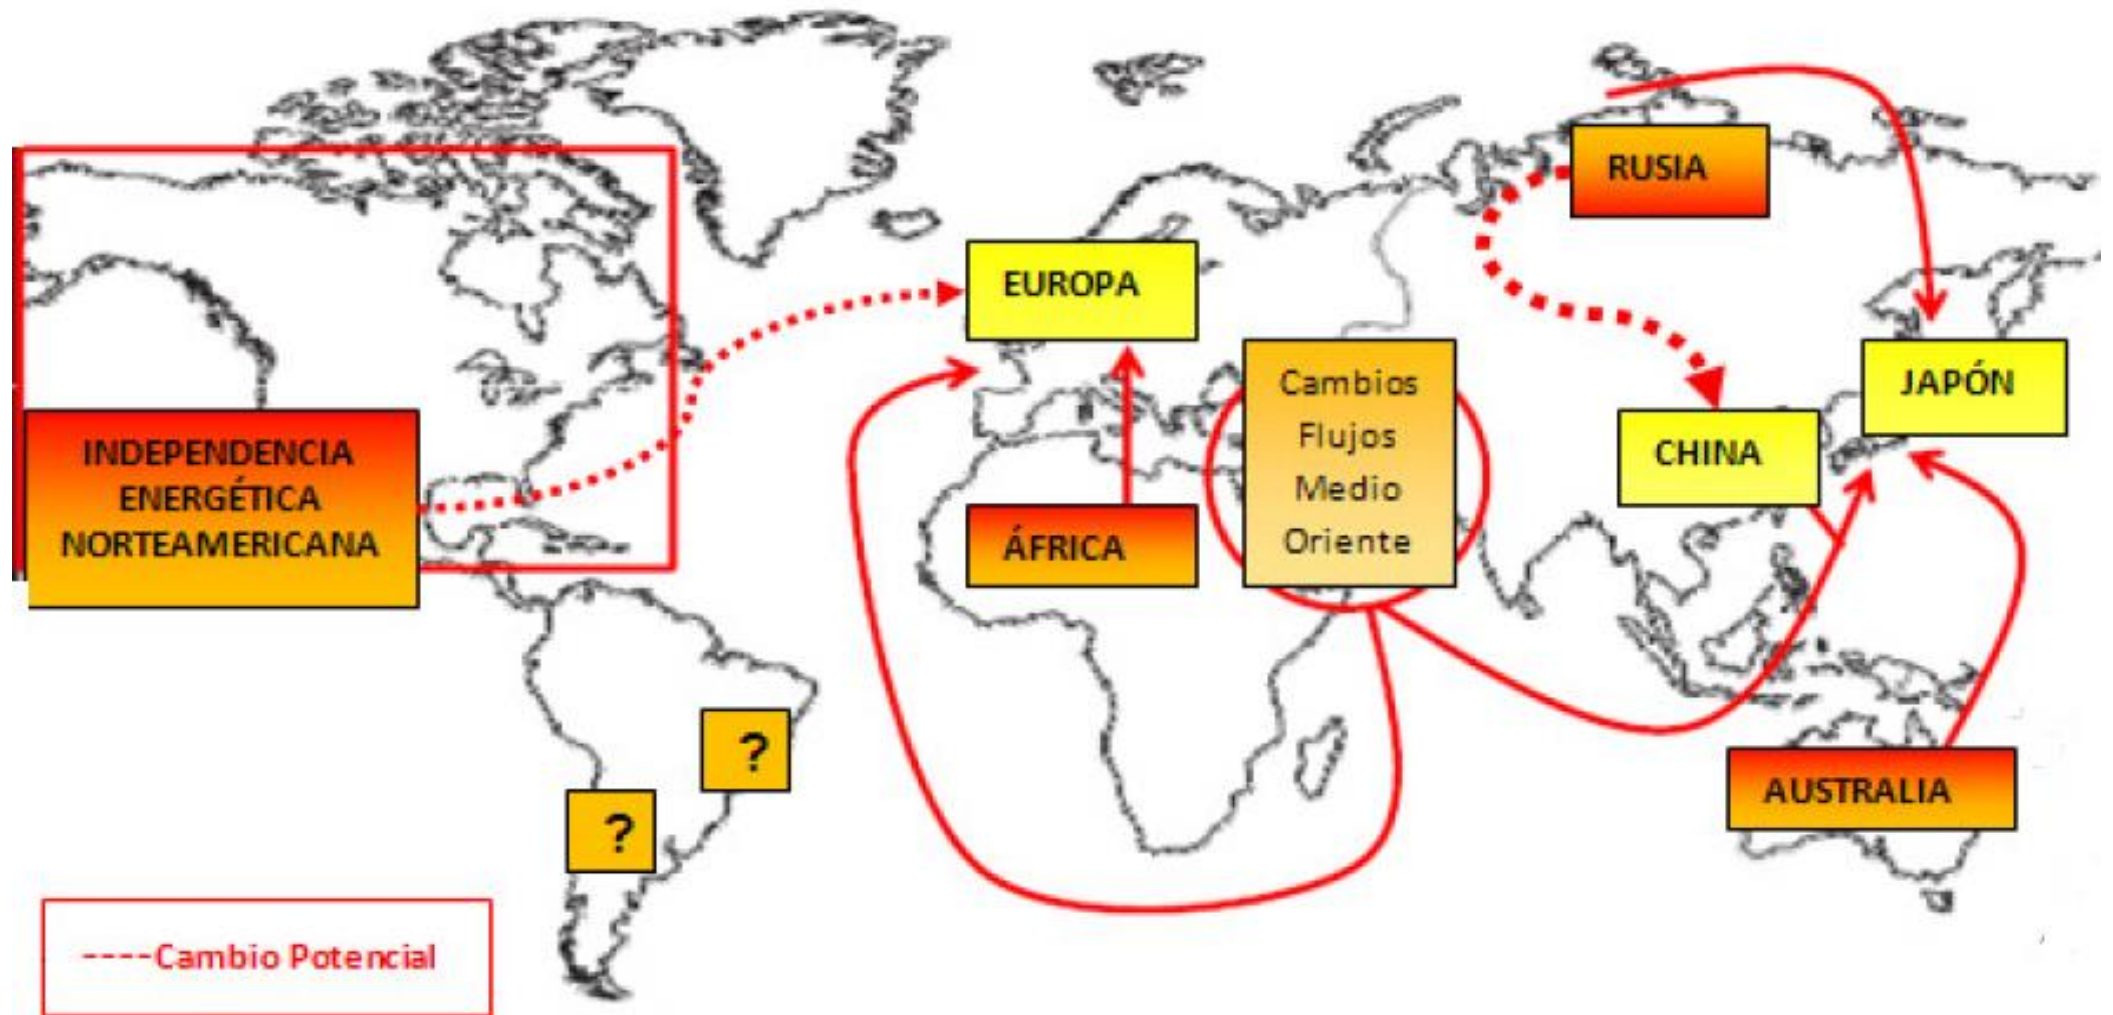 RUSIA
EUROPA
Cambios
Flujos
Medio
Oriente
JAPÓN
CHINA
INDEPENDENCIA
ENERGÉTICA
NORTEAMERICANA
ÁFRICA
?
?
AUSTRALIA
----Cambio Potencial